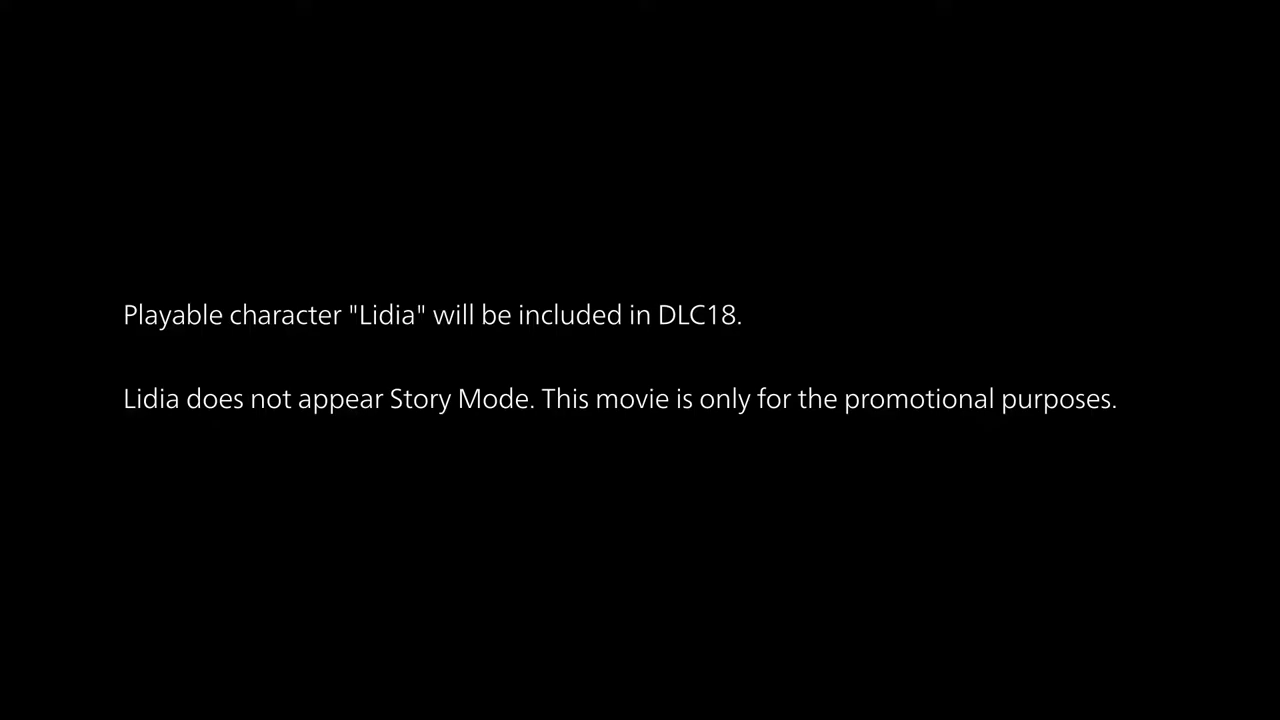 Playable character "Lidia" will be included in DLC18.
Lidia does not appear Story Mode. This movie is only for the promotional purposes.